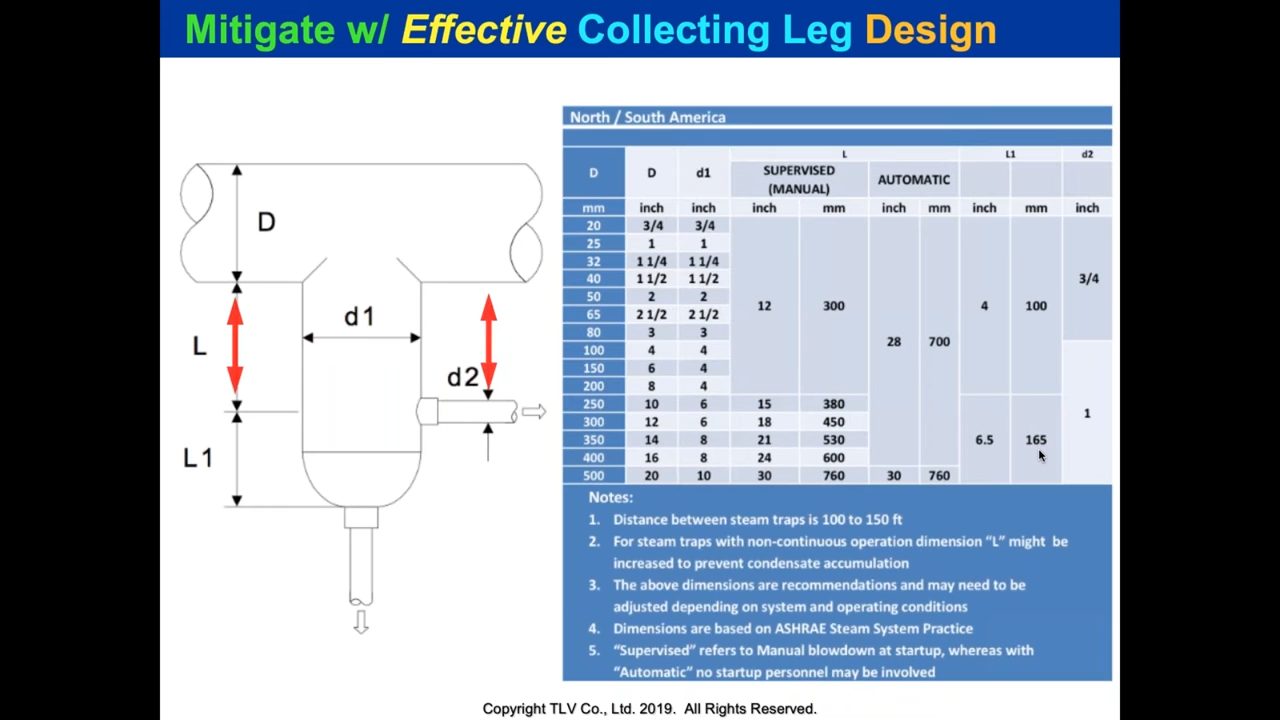 Mitigate w/ Effective Collecting Leg Design
D
L
d1
d2
L1
North / South America
L L1 d2
D D d1 SUPERVISED (MANUAL) AUTOMATIC
mm inch inch inch mm inch mm inch mm inch
20 3/4 3/4
25 1 1
32 1 1/4 1 1/4
40 1 1/2 1 1/2 3/4
50 2 2
65 2 1/2 2 1/2 12 300 4 100
80 3 3
100 4 4 28 700
150 6 4
200 8 4
250 10 6 15 380 1
300 12 6 18 450
350 14 8 21 530 6.5 165
400 16 8 24 600
500 20 10 30 760 30 760
Notes:
1. Distance between steam traps is 100 to 150 ft
2. For steam traps with non-continuous operation dimension “L” might be
increased to prevent condensate accumulation
3. The above dimensions are recommendations and may need to be
adjusted depending on system and operating conditions
4. Dimensions are based on ASHRAE Steam System Practice
5. “Supervised” refers to Manual blowdown at startup, whereas with
“Automatic” no startup personnel may be involved
Copyright TLV Co., Ltd. 2019. All Rights Reserved.